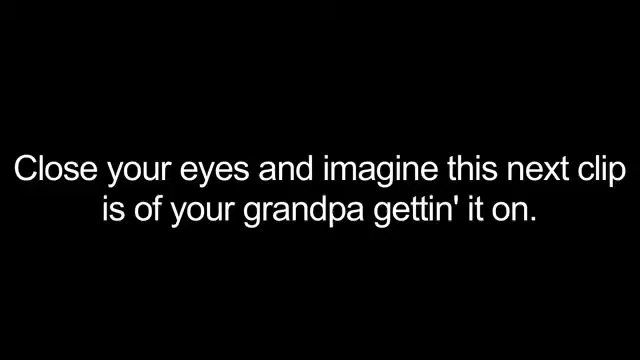 Close your eyes and imagine this next clip
is of your grandpa gettin' it on.